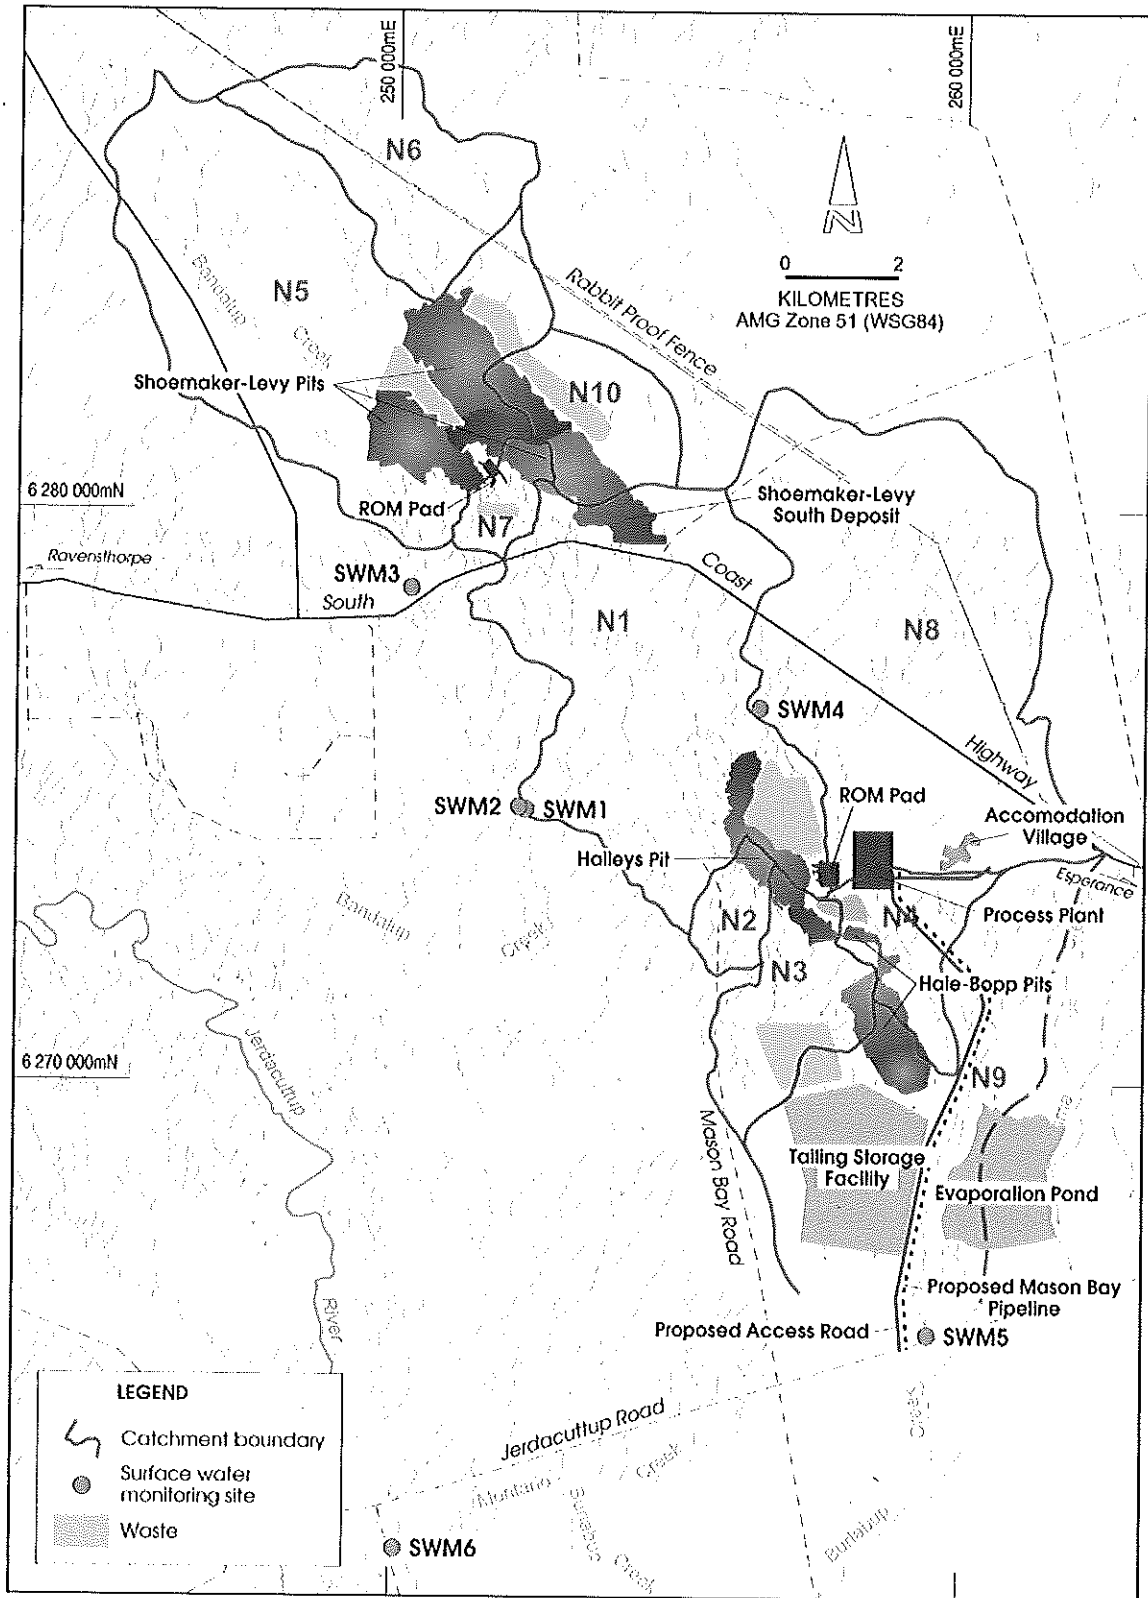 250 000mE
260 000mE
N6
N
0 2
KILOMETRES
AMG Zone 51 (WSG84)
Rabbit Proof Fence
Bandalup
Creek
N5
Shoemaker-Levy Pits
N10
6 280 000mN
ROM Pad
N7
Shoemaker-Levy
South Deposit
Ravensthorpe
SWM3
South
Coast
Highway
N1
N8
SWM4
SWM2
SWM1
ROM Pad
Accomodation
Village
Halleys Pit
Esperance
Process Plant
Bandalup
Creek
N2
N4
N3
Hale-Bopp Pits
6 270 000mN
Jerdacuttup
River
N9
Mason Bay Road
Tailing Storage
Facility
Evaporation Pond
Proposed Mason Bay
Pipeline
Proposed Access Road
SWM5
Creek
Jerdacuttup Road
Creek
Burlabup
Creek
SWM6
LEGEND
Catchment boundary
Surface water
monitoring site
Waste